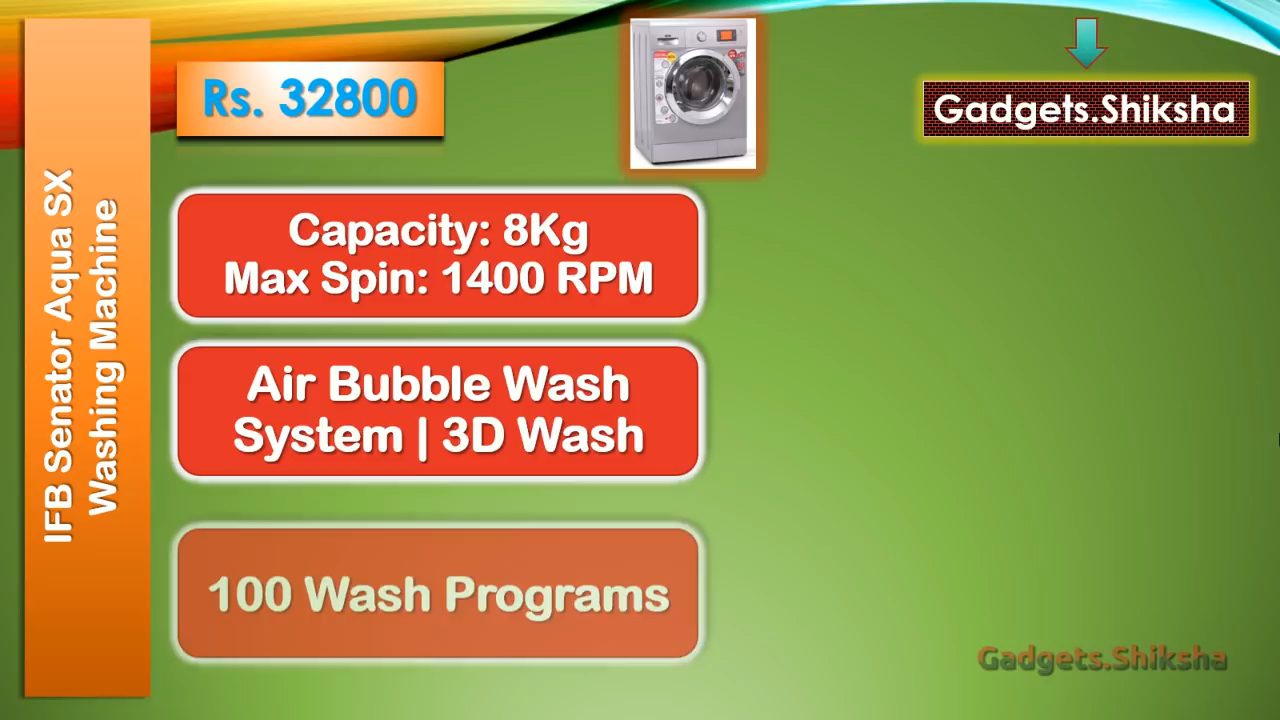 IFB Senator Aqua SX
Washing Machine
Rs. 32800
Gadgets.Shiksha
Capacity: 8Kg
Max Spin: 1400 RPM
Air Bubble Wash
System | 3D Wash
100 Wash Programs
Gadgets.Shiksha